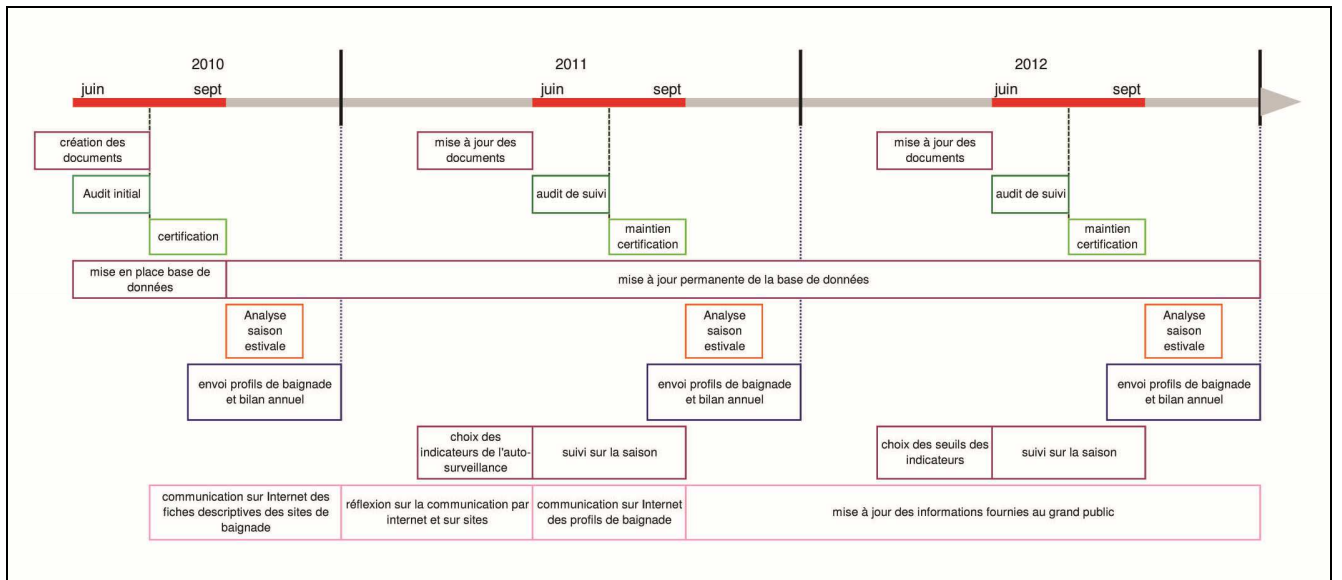 2010
2011
2012
juin
sept
juin
sept
juin
sept
création des
documents
mise à jour des
documents
mise à jour des
documents
Audit initial
audit de suivi
audit de suivi
certification
maintien
certification
maintien
certification
mise en place base de
données
mise à jour permanente de la base de données
Analyse
saison
estivale
Analyse
saison
estivale
Analyse
saison
estivale
envoi profils de baignade
et bilan annuel
envoi profils de baignade
et bilan annuel
envoi profils de baignade
et bilan annuel
choix des
indicateurs de l'auto-
surveillance
suivi sur la saison
choix des seuils des
indicateurs
suivi sur la saison
communication sur Internet des
fiches descriptives des sites de
baignade
réflexion sur la communication par
internet et sur sites
communication sur Internet
des profils de baignade
mise à jour des informations fournies au grand public